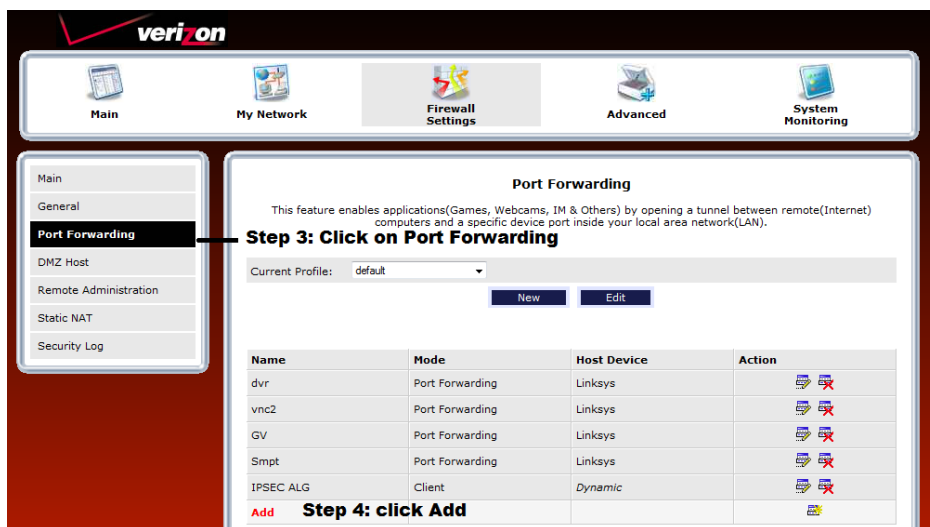 verizon
Main
My Network
Firewall
Settings
Advanced
System
Monitoring
Main
General
Port Forwarding
DMZ Host
Remote Administration
Static NAT
Security Log
Port Forwarding
This feature enables applications(Games, Webcams, IM & Others) by opening a tunnel between remote(Internet)
computers and a specific device port inside your local area network(LAN).
Step 3: Click on Port Forwarding
Current Profile: default
New Edit
Name Mode Host Device Action
dvr Port Forwarding Linksys
vnc2 Port Forwarding Linksys
GV Port Forwarding Linksys
Smpt Port Forwarding Linksys
IPSEC ALG Client Dynamic
Add Step 4: click Add